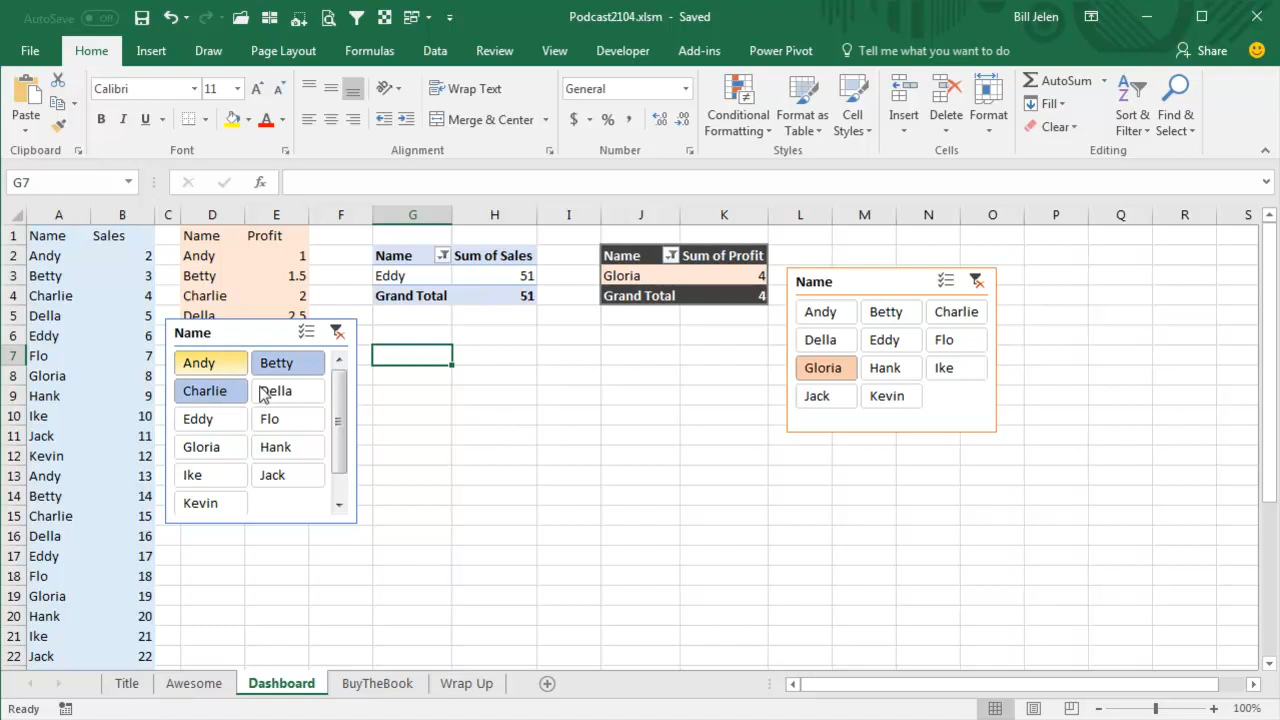 AutoSave Off Podcast2104.xlsm - Saved Bill Jelen
File Home Insert Draw Page Layout Formulas Data Review View Developer Add-ins Power Pivot Tell me what you want to do Share
Paste Calibri 11 A A Wrap Text General Conditional Formatting Format as Table Cell Styles Insert Delete Format AutoSum Sort & Filter Find & Select
B I U A Merge & Center $ % , Fill
Clear
Clipboard Font Alignment Number Styles Cells Editing
G7 fx
A B C D E F G H I J K L M N O P Q R S
1 Name Sales Name Profit
2 Andy 2 Andy 1 Name Sum of Sales Name Sum of Profit
3 Betty 3 Betty 1.5 Eddy 51 Gloria 4
4 Charlie 4 Charlie 2 Grand Total 51 Grand Total 4
5 Della 5 Della 2.5
6 Eddy 6
7 Flo 7
8 Gloria 8
9 Hank 9
10 Ike 10
11 Jack 11
12 Kevin 12
13 Andy 13
14 Betty 14
15 Charlie 15
16 Della 16
17 Eddy 17
18 Flo 18
19 Gloria 19
20 Hank 20
21 Ike 21
22 Jack 22
Name
Andy Betty
Charlie Della
Eddy Flo
Gloria Hank
Ike Jack
Kevin
Name
Andy Betty Charlie
Della Eddy Flo
Gloria Hank Ike
Jack Kevin
Title Awesome Dashboard BuyTheBook Wrap Up
Ready 100%